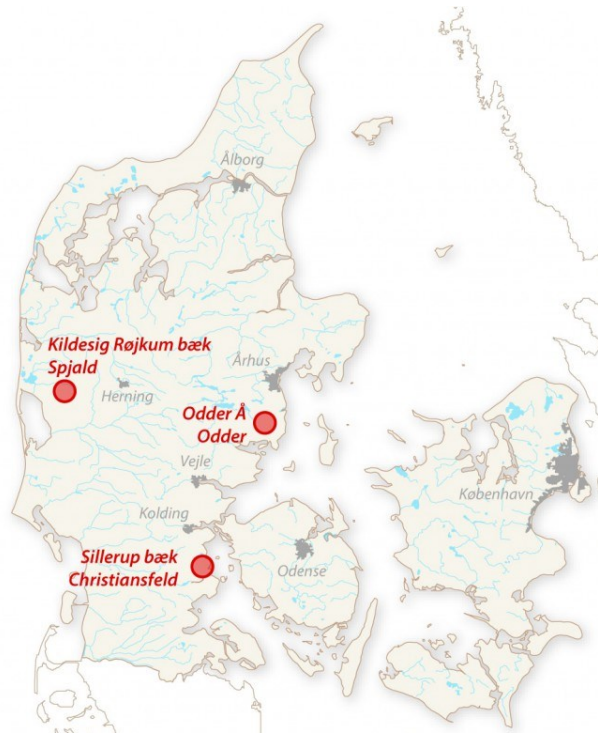 Ålborg
Kildesig Røjkum bæk
Spjald
Herning
Århus
Odder Å
Odder
Vejle
København
Kolding
Sillerup bæk
Christiansfeld
Odense